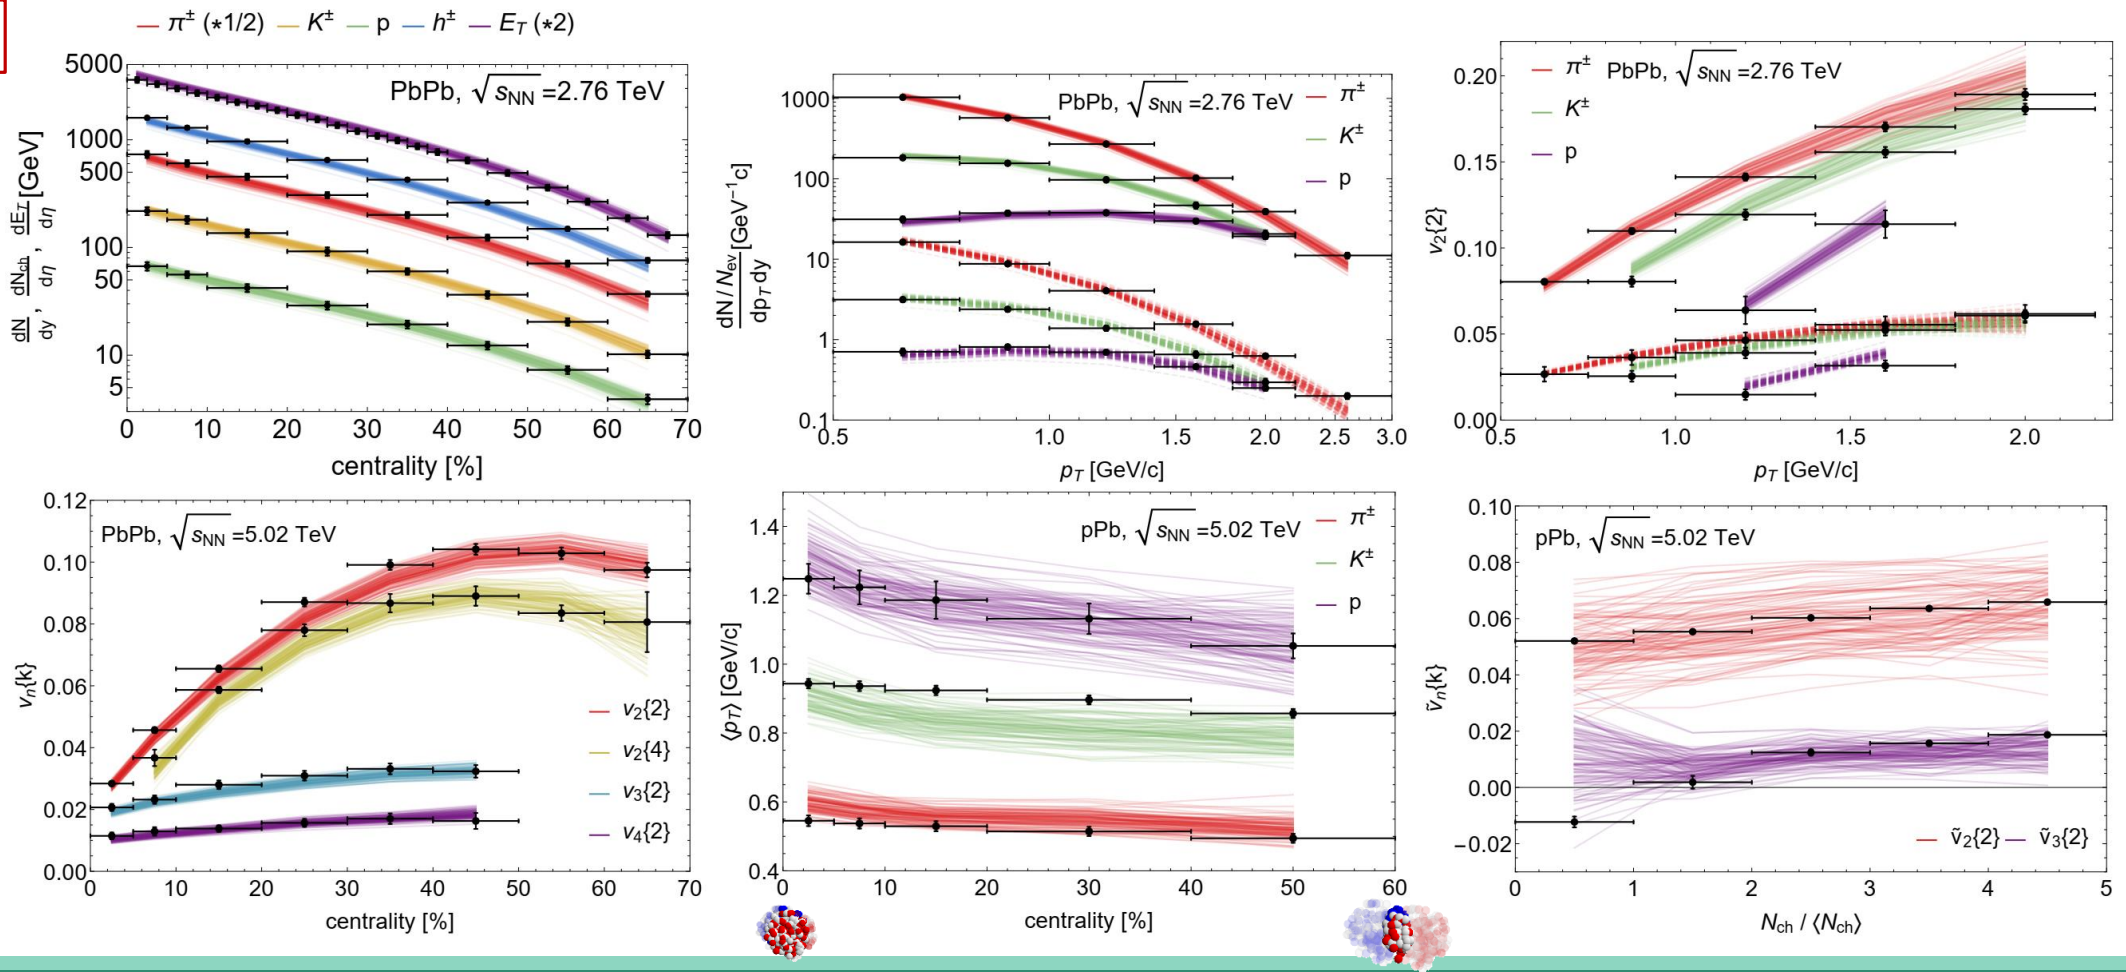 π± (*1/2) K± p h± E_T (*2)
PbPb, √s_NN =2.76 TeV
dN/dy, dN_ch/dη, dE_T/dη [GeV]
5000
1000
500
100
50
10
5
0 10 20 30 40 50 60 70
centrality [%]
PbPb, √s_NN =2.76 TeV
π±
K±
p
dN/N_ev / dp_T dy [GeV⁻¹c]
1000
100
10
1
0.1
0.5 1.0 1.5 2.0 2.5 3.0
p_T [GeV/c]
π± PbPb, √s_NN =2.76 TeV
K±
p
v₂{2}
0.20
0.15
0.10
0.05
0.00
0.5 1.0 1.5 2.0
p_T [GeV/c]
PbPb, √s_NN =5.02 TeV
v_n{k}
0.12
0.10
0.08
0.06
0.04
0.02
0.00
v₂{2}
v₂{4}
v₃{2}
v₄{2}
0 10 20 30 40 50 60 70
centrality [%]
pPb, √s_NN =5.02 TeV
π±
K±
p
⟨p_T⟩ [GeV/c]
1.4
1.2
1.0
0.8
0.6
0.4
0 10 20 30 40 50 60
centrality [%]
pPb, √s_NN =5.02 TeV
ṽ_n{k}
0.10
0.08
0.06
0.04
0.02
0.00
−0.02
ṽ₂{2} ṽ₃{2}
0 1 2 3 4 5
N_ch / ⟨N_ch⟩